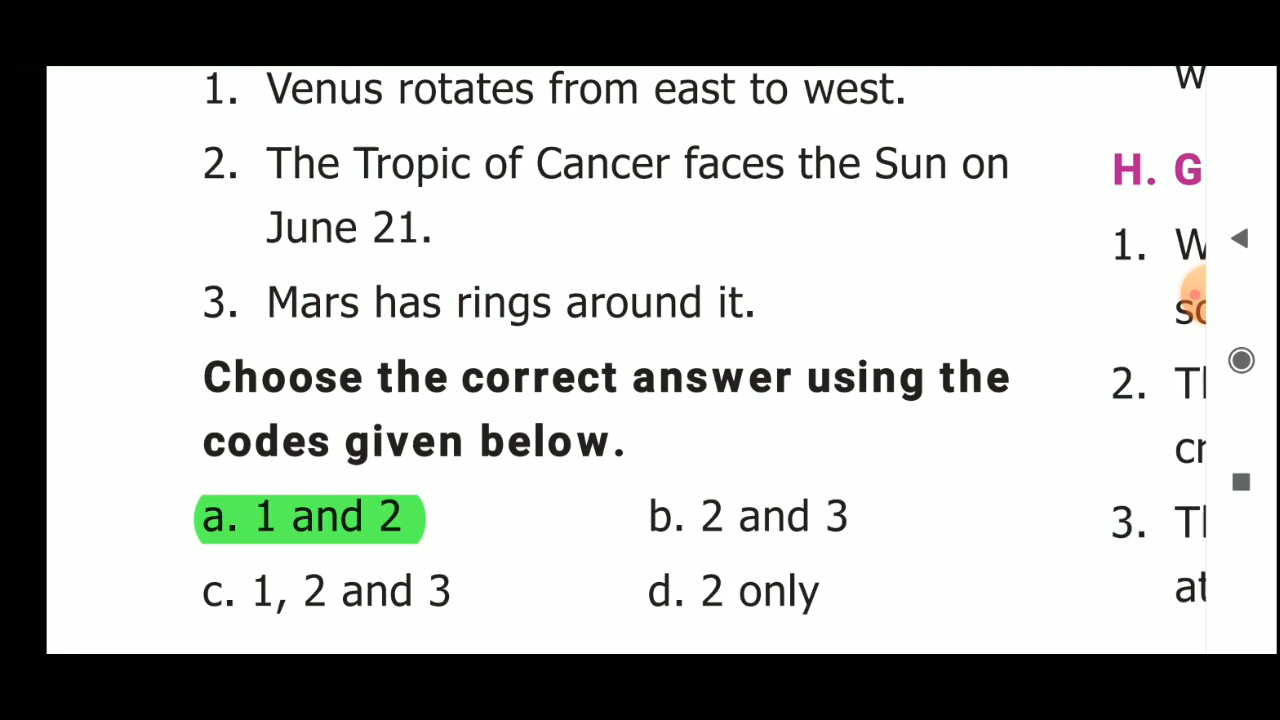 1. Venus rotates from east to west.
2. The Tropic of Cancer faces the Sun on
June 21.
3. Mars has rings around it.
Choose the correct answer using the
codes given below.
a. 1 and 2
b. 2 and 3
c. 1, 2 and 3
d. 2 only
H. G
1.
2.
3.